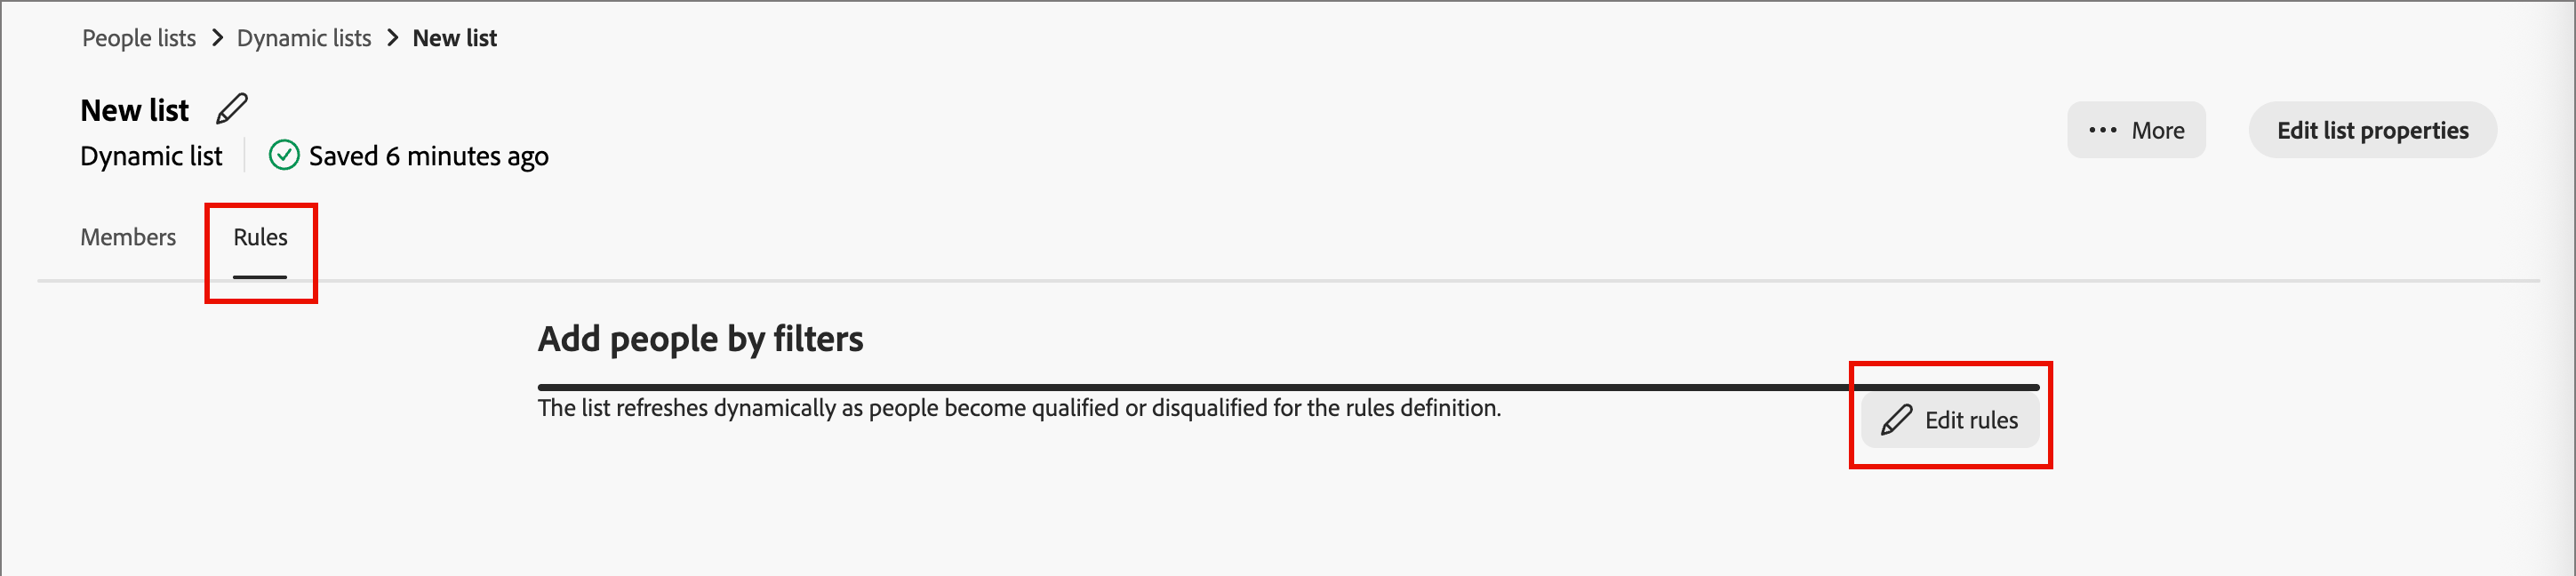 People lists > Dynamic lists > New list
New list
Dynamic list
Saved 6 minutes ago
More
Edit list properties
Members
Rules
Add people by filters
The list refreshes dynamically as people become qualified or disqualified for the rules definition.
Edit rules